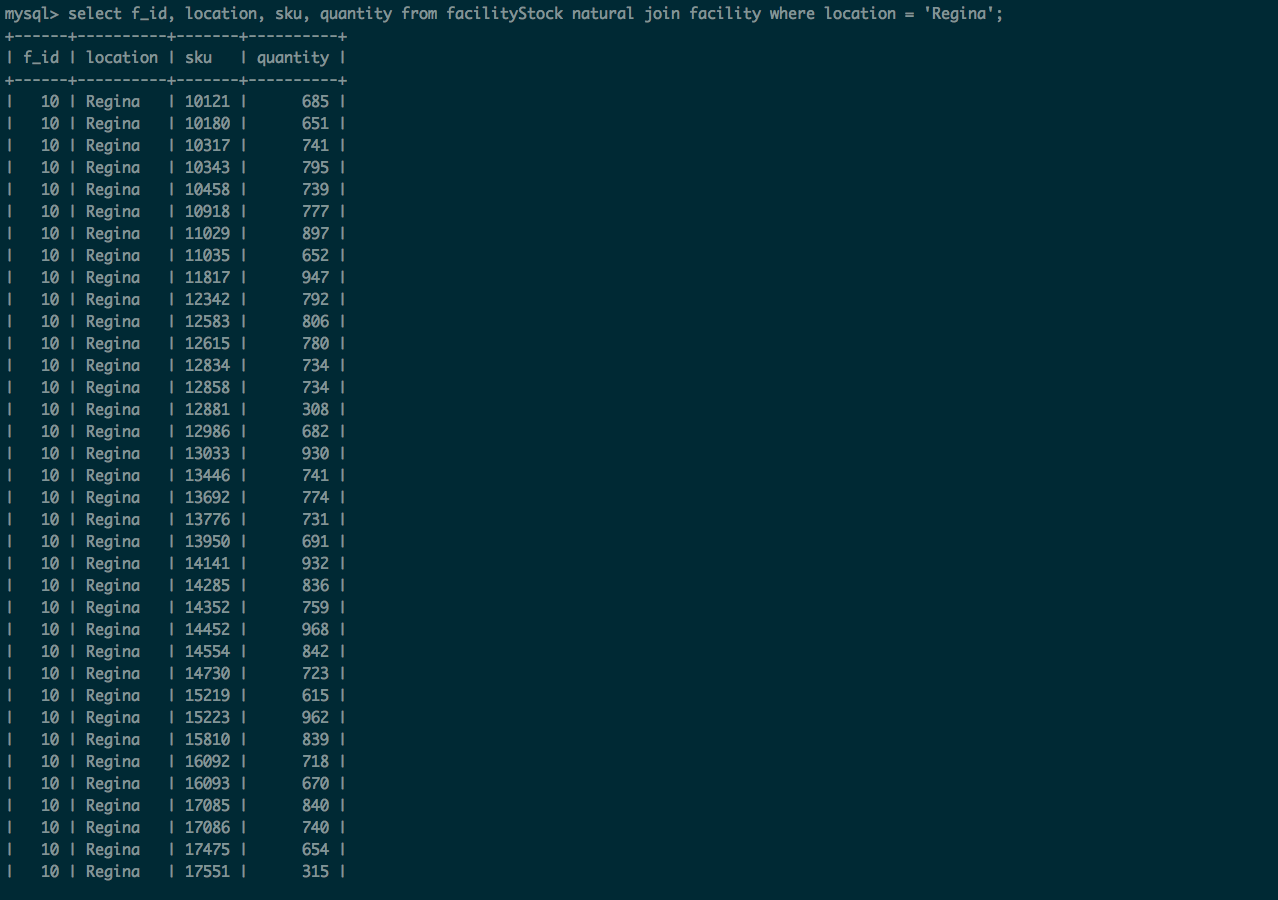 mysql> select f_id, location, sku, quantity from facilityStock natural join facility where location = 'Regina';
+------+----------+-------+----------+
| f_id | location | sku   | quantity |
+------+----------+-------+----------+
|   10 | Regina   | 10121 |      685 |
|   10 | Regina   | 10180 |      651 |
|   10 | Regina   | 10317 |      741 |
|   10 | Regina   | 10343 |      795 |
|   10 | Regina   | 10458 |      739 |
|   10 | Regina   | 10918 |      777 |
|   10 | Regina   | 11029 |      897 |
|   10 | Regina   | 11035 |      652 |
|   10 | Regina   | 11817 |      947 |
|   10 | Regina   | 12342 |      792 |
|   10 | Regina   | 12583 |      806 |
|   10 | Regina   | 12615 |      780 |
|   10 | Regina   | 12834 |      734 |
|   10 | Regina   | 12858 |      734 |
|   10 | Regina   | 12881 |      308 |
|   10 | Regina   | 12986 |      682 |
|   10 | Regina   | 13033 |      930 |
|   10 | Regina   | 13446 |      741 |
|   10 | Regina   | 13692 |      774 |
|   10 | Regina   | 13776 |      731 |
|   10 | Regina   | 13950 |      691 |
|   10 | Regina   | 14141 |      932 |
|   10 | Regina   | 14285 |      836 |
|   10 | Regina   | 14352 |      759 |
|   10 | Regina   | 14452 |      968 |
|   10 | Regina   | 14554 |      842 |
|   10 | Regina   | 14730 |      723 |
|   10 | Regina   | 15219 |      615 |
|   10 | Regina   | 15223 |      962 |
|   10 | Regina   | 15810 |      839 |
|   10 | Regina   | 16092 |      718 |
|   10 | Regina   | 16093 |      670 |
|   10 | Regina   | 17085 |      840 |
|   10 | Regina   | 17086 |      740 |
|   10 | Regina   | 17475 |      654 |
|   10 | Regina   | 17551 |      315 |